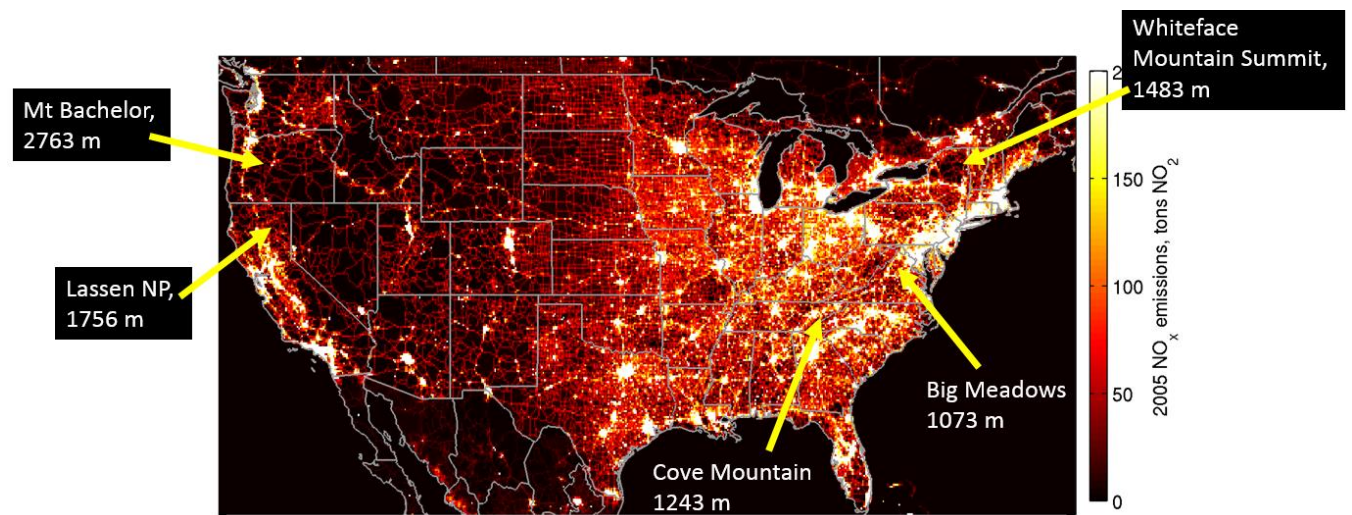 Whiteface
Mountain Summit,
1483 m
Mt Bachelor,
2763 m
Lassen NP,
1756 m
Big Meadows
1073 m
Cove Mountain
1243 m
2
150
100
50
0
2005 NOₓ emissions, tons NO₂